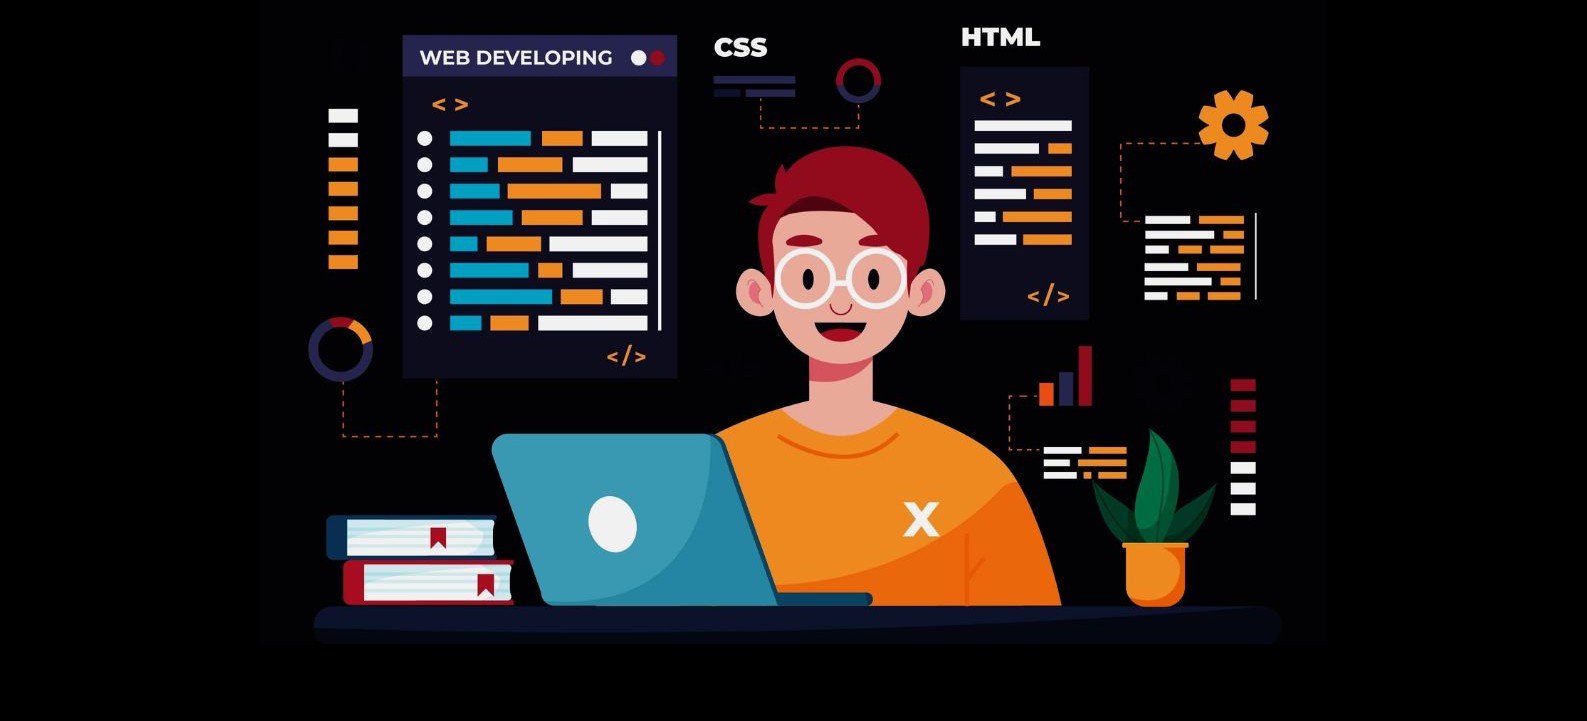 WEB DEVELOPING
< >
</>
CSS
HTML
< >
</>
X